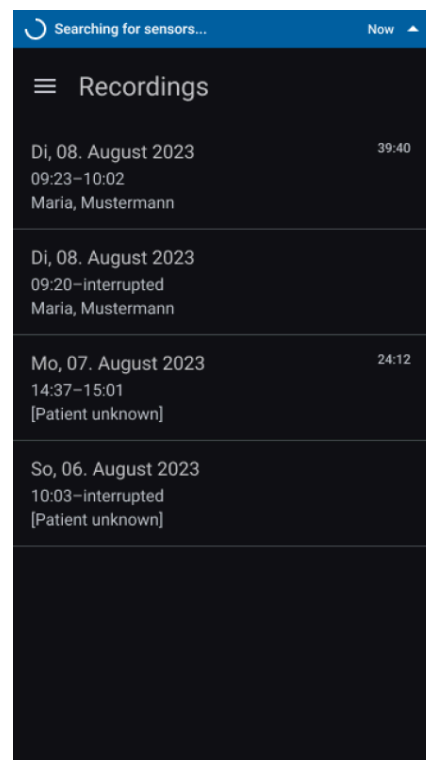 Searching for sensors... Now
Recordings
Di, 08. August 2023 39:40
09:23–10:02
Maria, Mustermann
Di, 08. August 2023
09:20–interrupted
Maria, Mustermann
Mo, 07. August 2023 24:12
14:37–15:01
[Patient unknown]
So, 06. August 2023
10:03–interrupted
[Patient unknown]